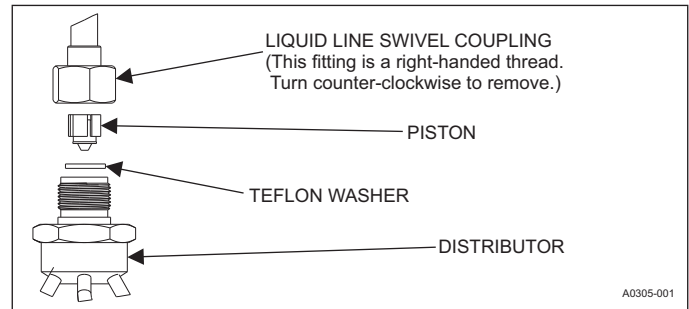 LIQUID LINE SWIVEL COUPLING
(This fitting is a right-handed thread.
Turn counter-clockwise to remove.)
PISTON
TEFLON WASHER
DISTRIBUTOR
A0305-001